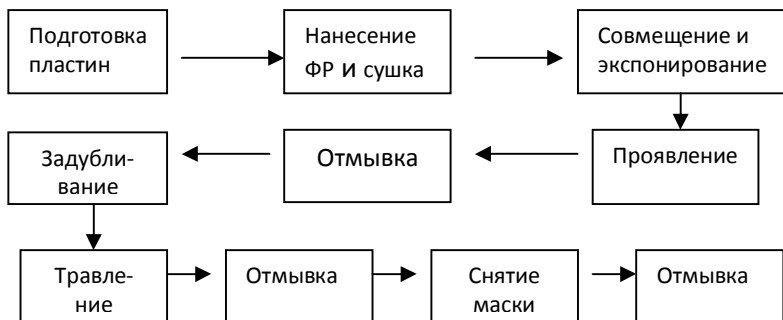 Подготовка
пластин
Нанесение
ФР и сушка
Совмещение и
экспонирование
Проявление
Отмывка
Задубли-
вание
Травле-
ние
Отмывка
Снятие
маски
Отмывка